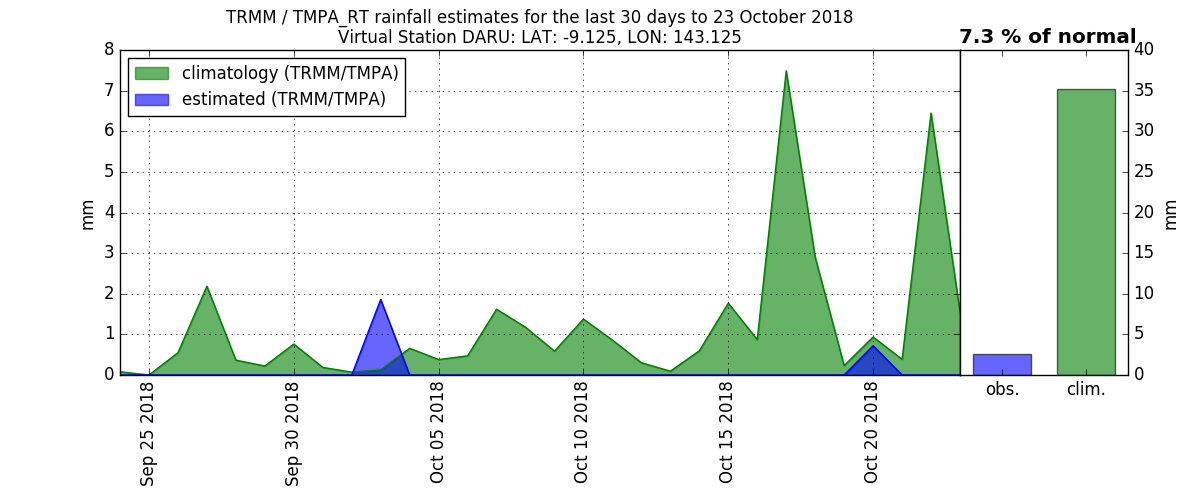 TRMM / TMPA_RT rainfall estimates for the last 30 days to 23 October 2018
Virtual Station DARU: LAT: -9.125, LON: 143.125
7.3 % of normal
climatology (TRMM/TMPA)
estimated (TRMM/TMPA)
8
7
6
5
4
3
2
1
0
mm
Sep 25 2018
Sep 30 2018
Oct 05 2018
Oct 10 2018
Oct 15 2018
Oct 20 2018
40
35
30
25
20
15
10
5
0
mm
obs.
clim.